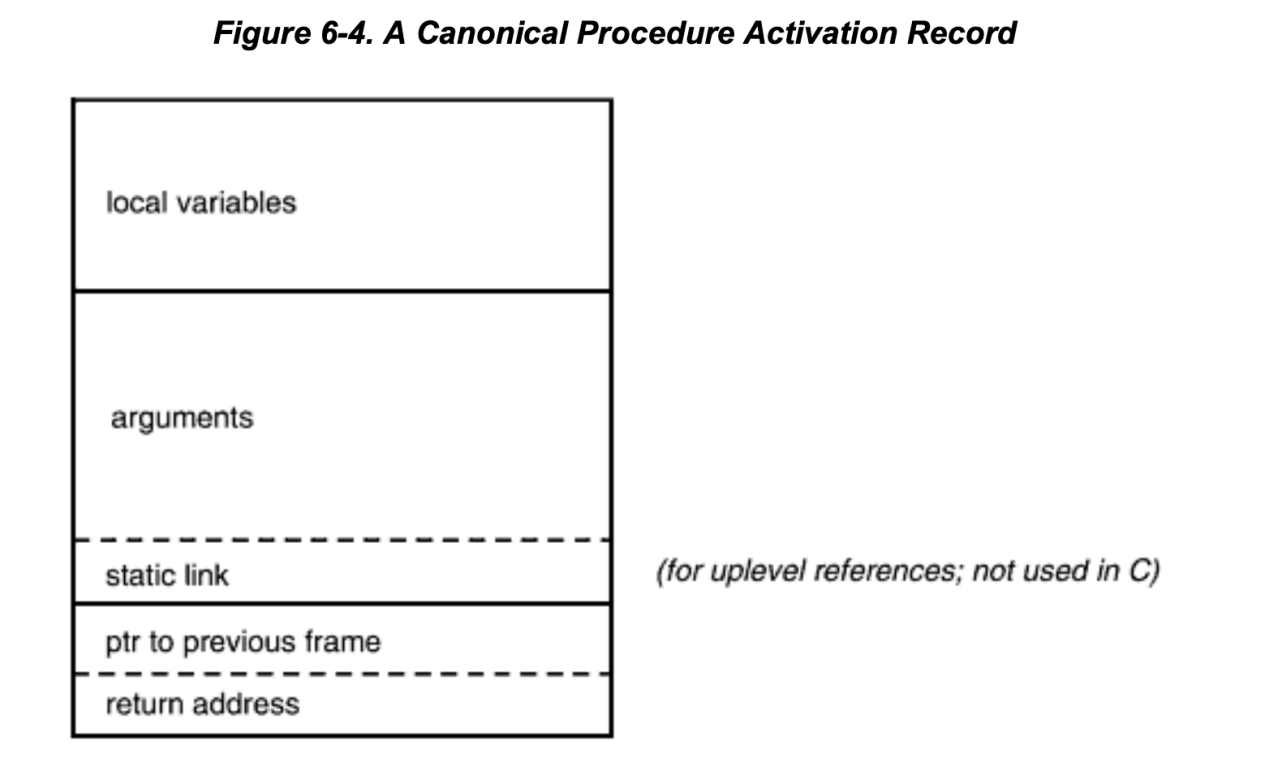 Figure 6-4. A Canonical Procedure Activation Record
local variables
arguments
static link
(for uplevel references; not used in C)
ptr to previous frame
return address